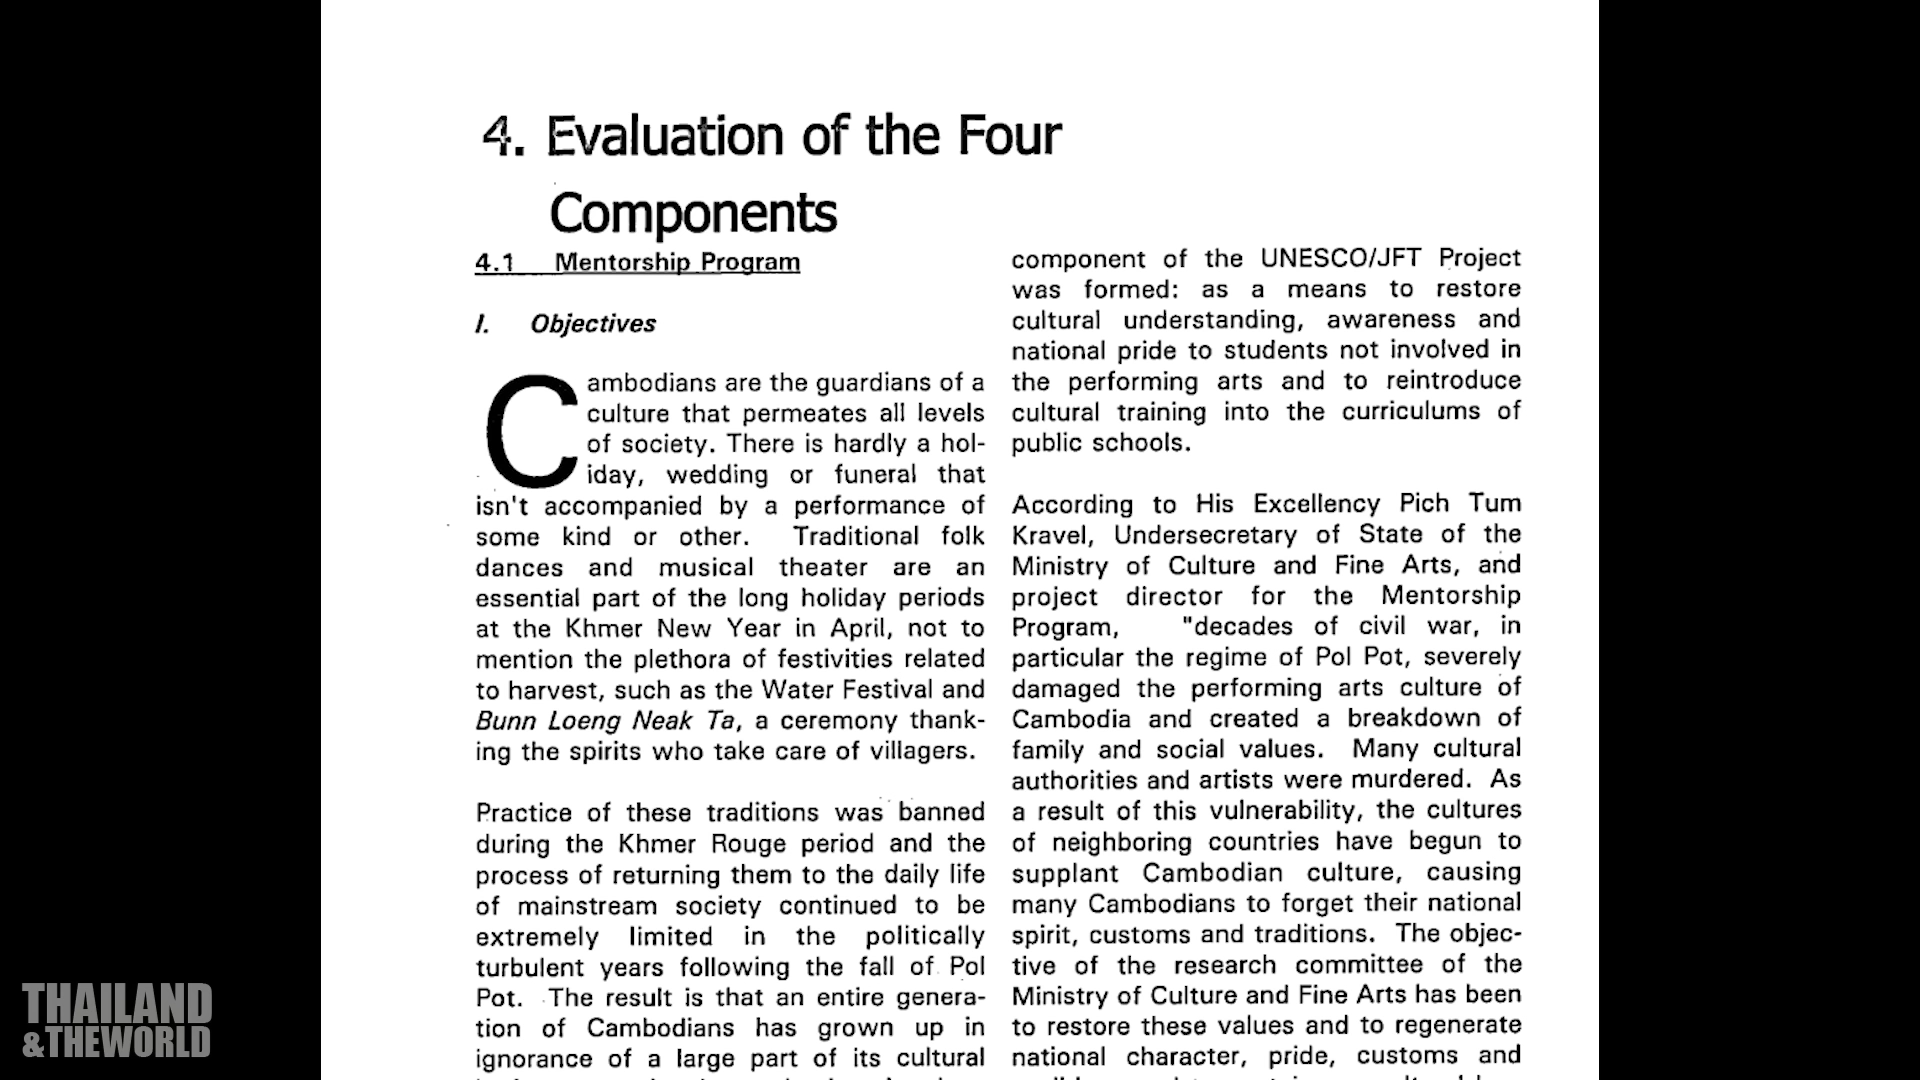 4. Evaluation of the Four
Components
4.1 Mentorship Program
I. Objectives
Cambodians are the guardians of a
culture that permeates all levels
of society. There is hardly a hol-
iday, wedding or funeral that
isn't accompanied by a performance of
some kind or other. Traditional folk
dances and musical theater are an
essential part of the long holiday periods
at the Khmer New Year in April, not to
mention the plethora of festivities related
to harvest, such as the Water Festival and
Bunn Loeng Neak Ta, a ceremony thank-
ing the spirits who take care of villagers.
Practice of these traditions was banned
during the Khmer Rouge period and the
process of returning them to the daily life
of mainstream society continued to be
extremely limited in the politically
turbulent years following the fall of Pol
Pot. The result is that an entire genera-
tion of Cambodians has grown up in
ignorance of a large part of its cultural
component of the UNESCO/JFT Project
was formed: as a means to restore
cultural understanding, awareness and
national pride to students not involved in
the performing arts and to reintroduce
cultural training into the curriculums of
public schools.
According to His Excellency Pich Tum
Kravel, Undersecretary of State of the
Ministry of Culture and Fine Arts, and
project director for the Mentorship
Program, "decades of civil war, in
particular the regime of Pol Pot, severely
damaged the performing arts culture of
Cambodia and created a breakdown of
family and social values. Many cultural
authorities and artists were murdered. As
a result of this vulnerability, the cultures
of neighboring countries have begun to
supplant Cambodian culture, causing
many Cambodians to forget their national
spirit, customs and traditions. The objec-
tive of the research committee of the
Ministry of Culture and Fine Arts has been
to restore these values and to regenerate
national character, pride, customs and
THAILAND
&THEWORLD